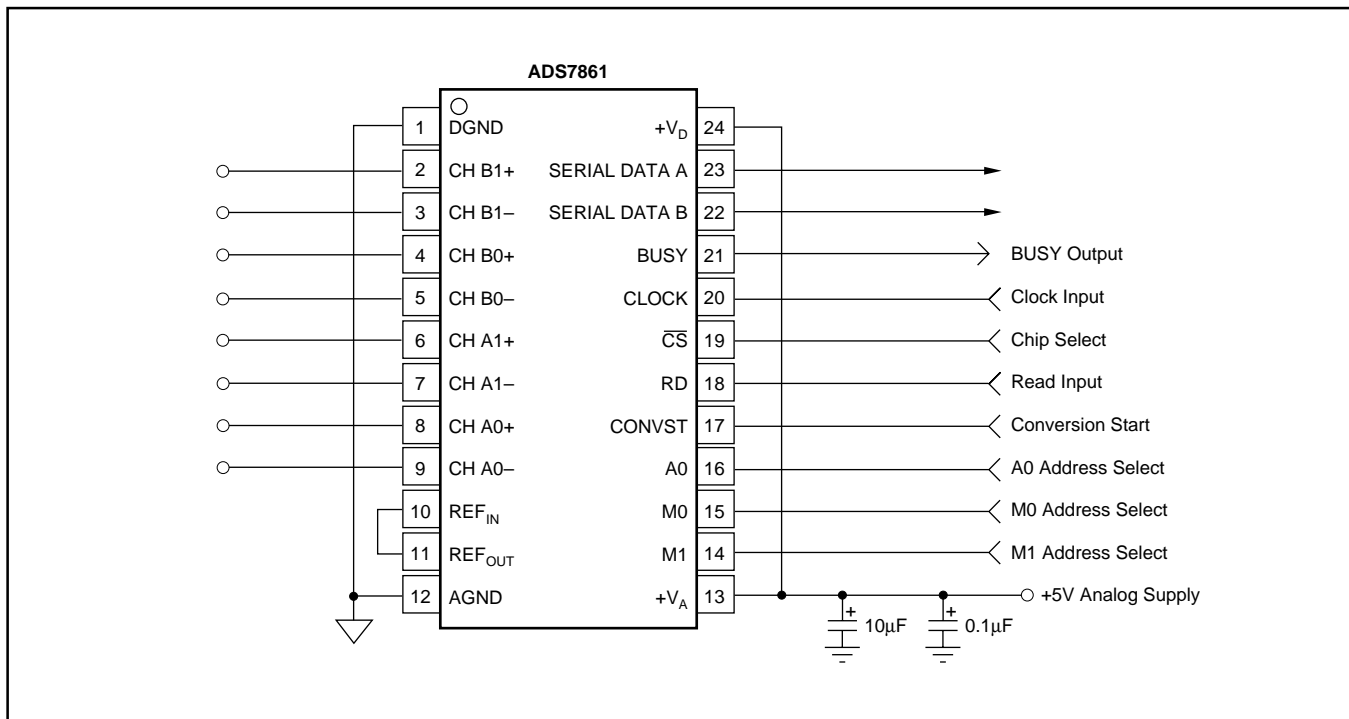 ADS7861
1 DGND +V_D 24
2 CH B1+ SERIAL DATA A 23
3 CH B1– SERIAL DATA B 22
4 CH B0+ BUSY 21 BUSY Output
5 CH B0– CLOCK 20 Clock Input
6 CH A1+ C̅S̅ 19 Chip Select
7 CH A1– RD 18 Read Input
8 CH A0+ CONVST 17 Conversion Start
9 CH A0– A0 16 A0 Address Select
10 REF_IN M0 15 M0 Address Select
11 REF_OUT M1 14 M1 Address Select
12 AGND +V_A 13 +5V Analog Supply
+ 10μF + 0.1μF